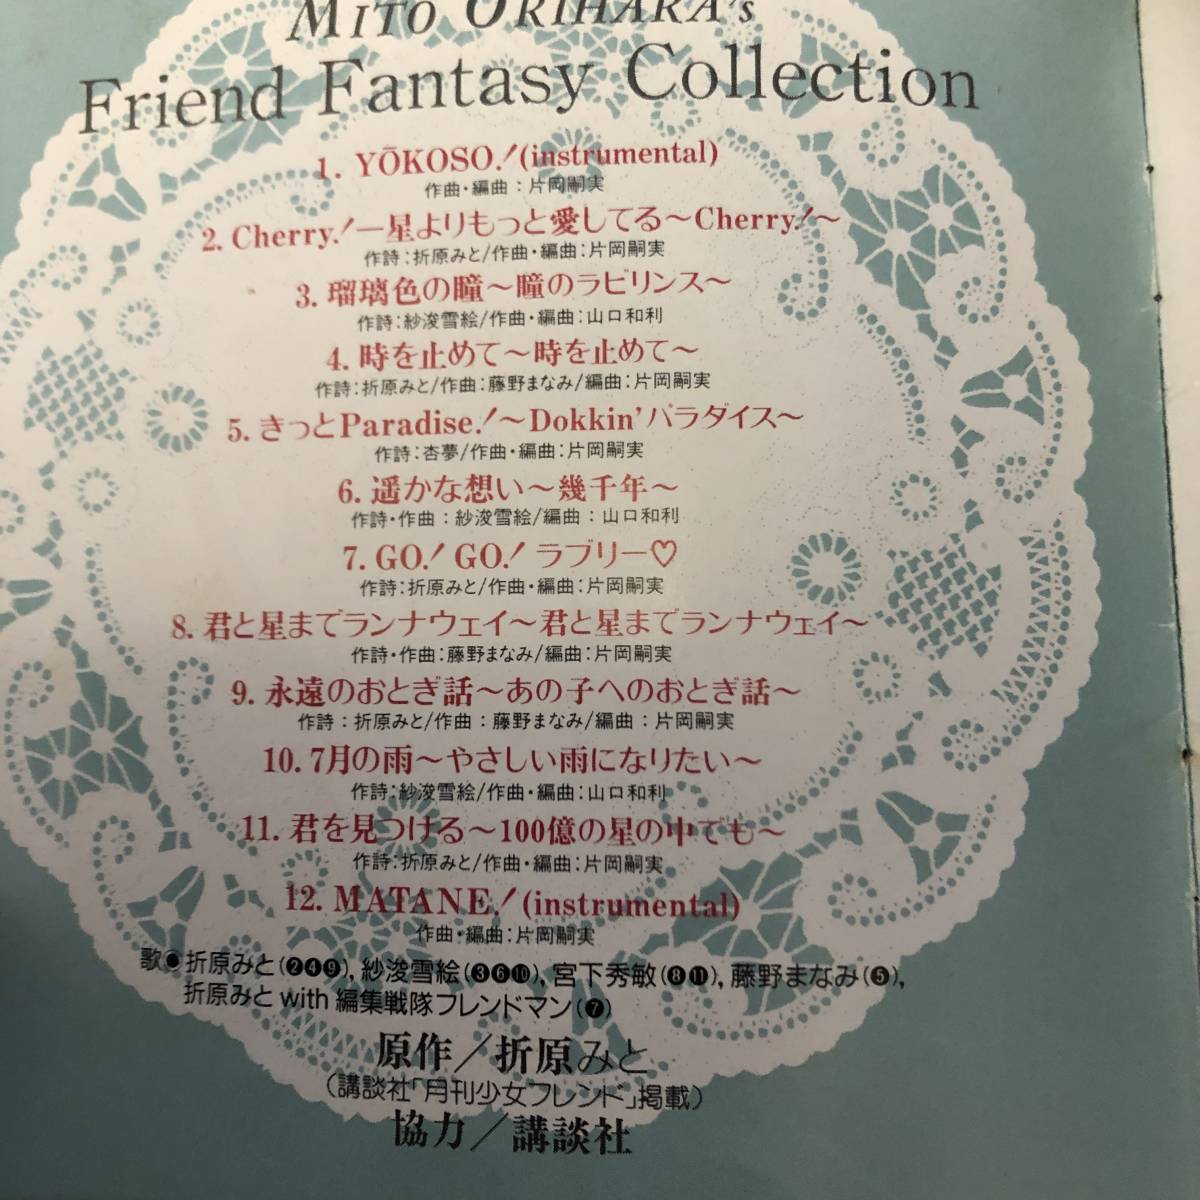 MITO ORIHARA's
Friend Fantasy Collection
1. YŌKOSO!(instrumental)
作曲・編曲：片岡嗣実
2. Cherry!―星よりもっと愛してる〜Cherry!〜
作詩：折原みと/作曲・編曲：片岡嗣実
3. 瑠璃色の瞳〜瞳のラビリンス〜
作詩：紗浚雪絵/作曲・編曲：山口和利
4. 時を止めて〜時を止めて〜
作詩：折原みと/作曲：藤野まなみ/編曲：片岡嗣実
5. きっとParadise!〜Dokkin'パラダイス〜
作詩：杏夢/作曲・編曲：片岡嗣実
6. 遥かな想い〜幾千年〜
作詩・作曲：紗浚雪絵/編曲：山口和利
7. GO! GO! ラブリー♡
作詩：折原みと/作曲・編曲：片岡嗣実
8. 君と星までランナウェイ〜君と星までランナウェイ〜
作詩・作曲：藤野まなみ/編曲：片岡嗣実
9. 永遠のおとぎ話〜あの子へのおとぎ話〜
作詩：折原みと/作曲：藤野まなみ/編曲：片岡嗣実
10. 7月の雨〜やさしい雨になりたい〜
作詩：紗浚雪絵/作曲・編曲：山口和利
11. 君を見つける〜100億の星の中でも〜
作詩：折原みと/作曲・編曲：片岡嗣実
12. MATANE!(instrumental)
作曲・編曲：片岡嗣実
歌●折原みと(❷❹❾), 紗浚雪絵(❸❻❿), 宮下秀敏(❽⓫), 藤野まなみ(❺),
折原みと with 編集戦隊フレンドマン(❼)
原作／折原みと
(講談社「月刊少女フレンド」掲載)
協力／講談社